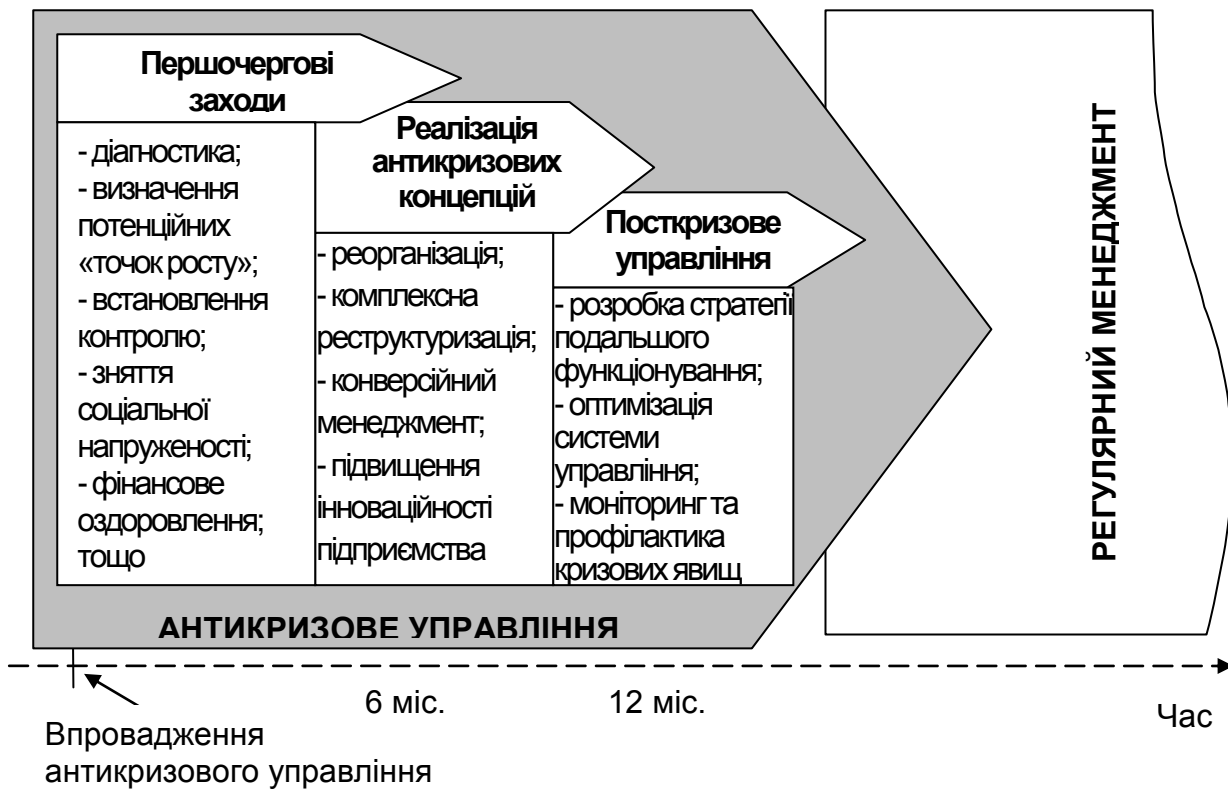 Першочергові
заходи
- діагностика;
- визначення
потенційних
«точок росту»;
- встановлення
контролю;
- зняття
соціальної
напруженості;
- фінансове
оздоровлення;
тощо
Реалізація
антикризових
концепцій
- реорганізація;
- комплексна
реструктуризація;
- конверсійний
менеджмент;
- підвищення
інноваційності
підприємства
Посткризове
управління
- розробка стратегії
подальшого
функціонування;
- оптимізація
системи
управління;
- моніторинг та
профілактика
кризових явищ
АНТИКРИЗОВЕ УПРАВЛІННЯ
РЕГУЛЯРНИЙ МЕНЕДЖМЕНТ
6 міс.
12 міс.
Час
Впровадження
антикризового управління